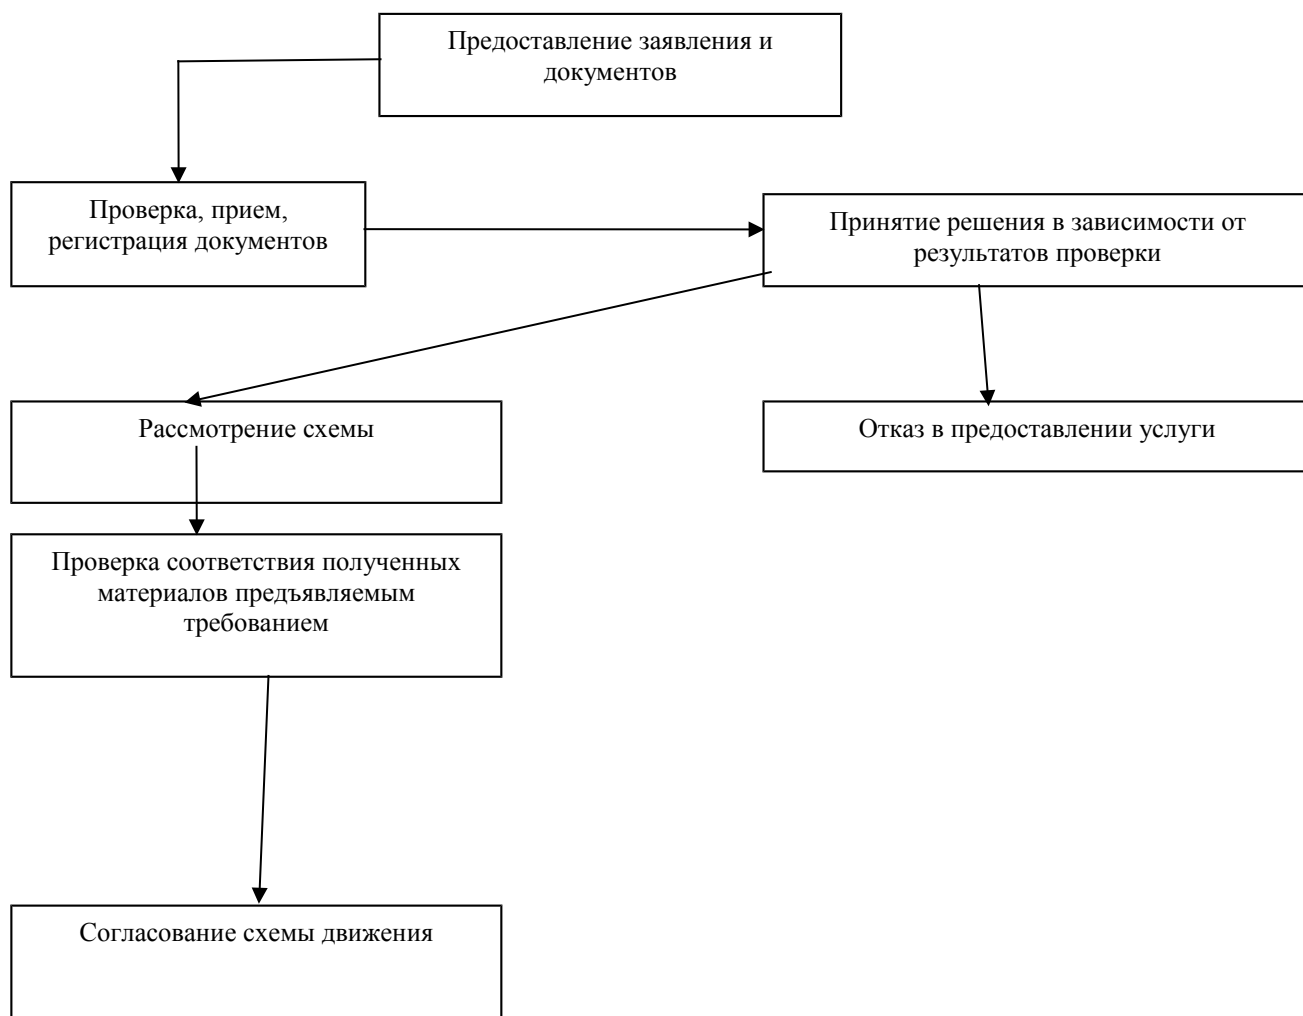 Предоставление заявления и
документов
Проверка, прием,
регистрация документов
Принятие решения в зависимости от
результатов проверки
Рассмотрение схемы
Отказ в предоставлении услуги
Проверка соответствия полученных
материалов предъявляемым
требованием
Согласование схемы движения